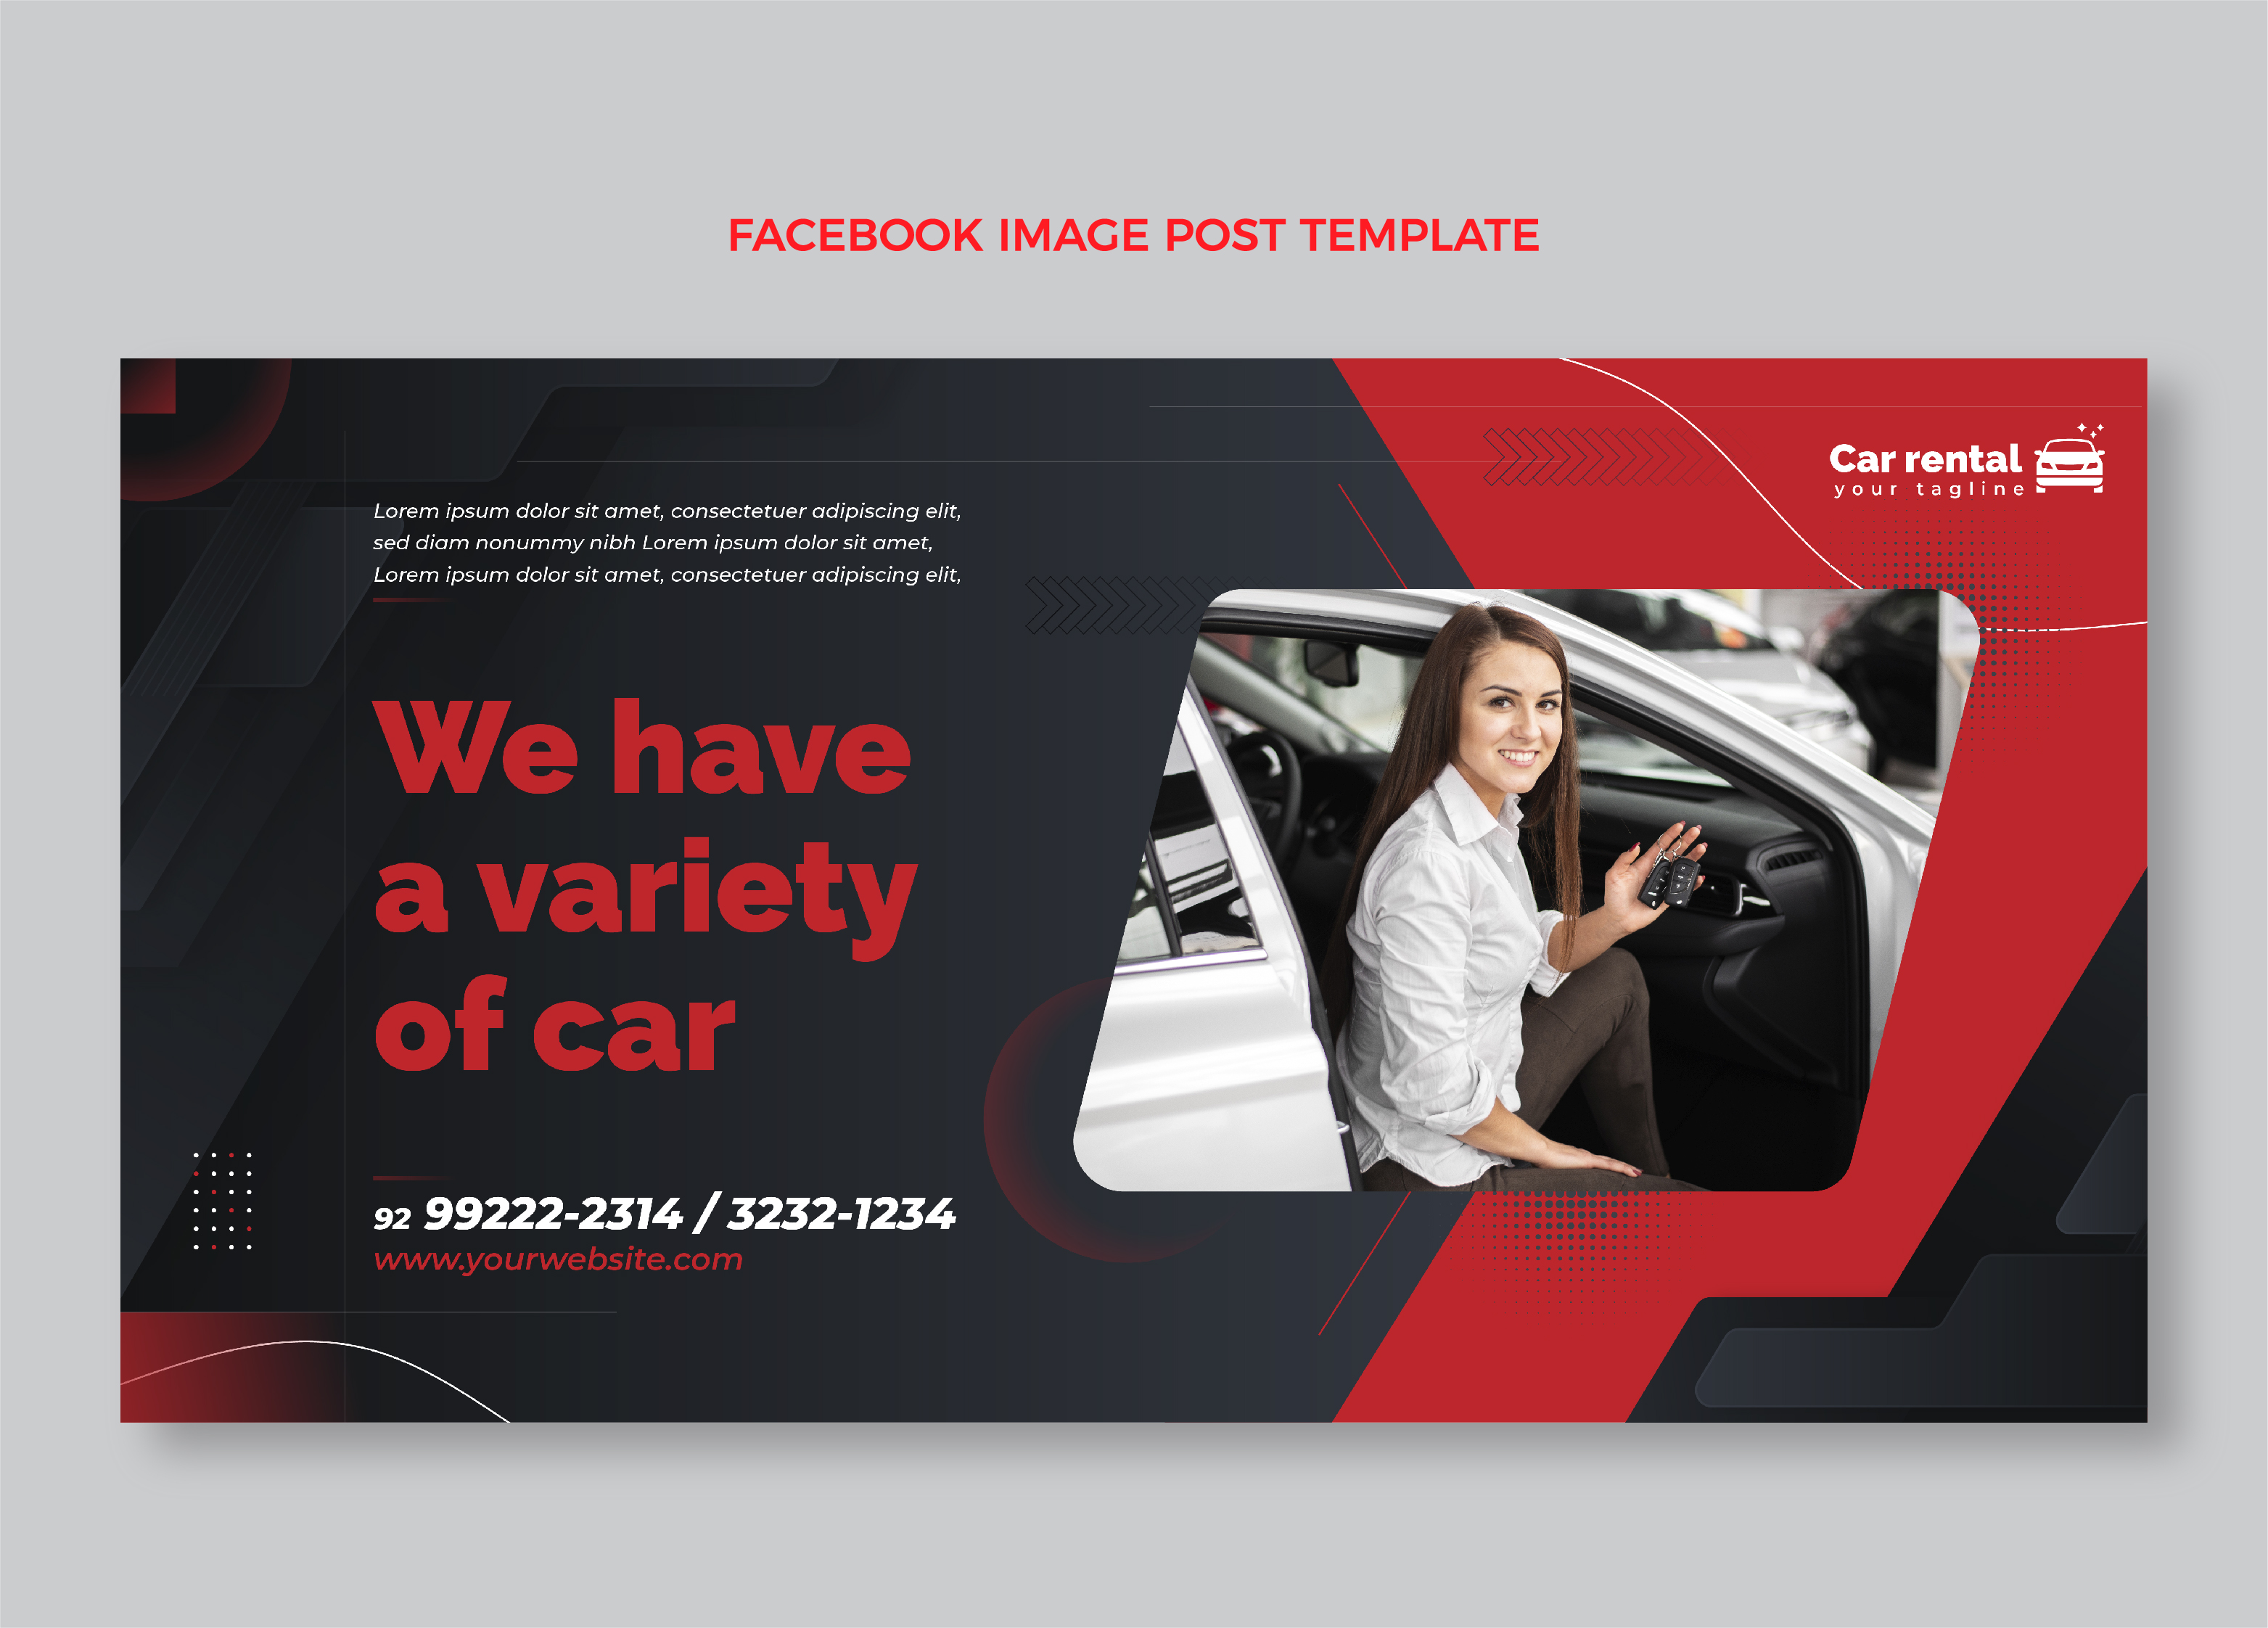 FACEBOOK IMAGE POST TEMPLATE
Car rental
your tagline
Lorem ipsum dolor sit amet, consectetuer adipiscing elit,
sed diam nonummy nibh Lorem ipsum dolor sit amet,
Lorem ipsum dolor sit amet, consectetuer adipiscing elit,
We have
a variety
of car
92 99222-2314 / 3232-1234
www.yourwebsite.com